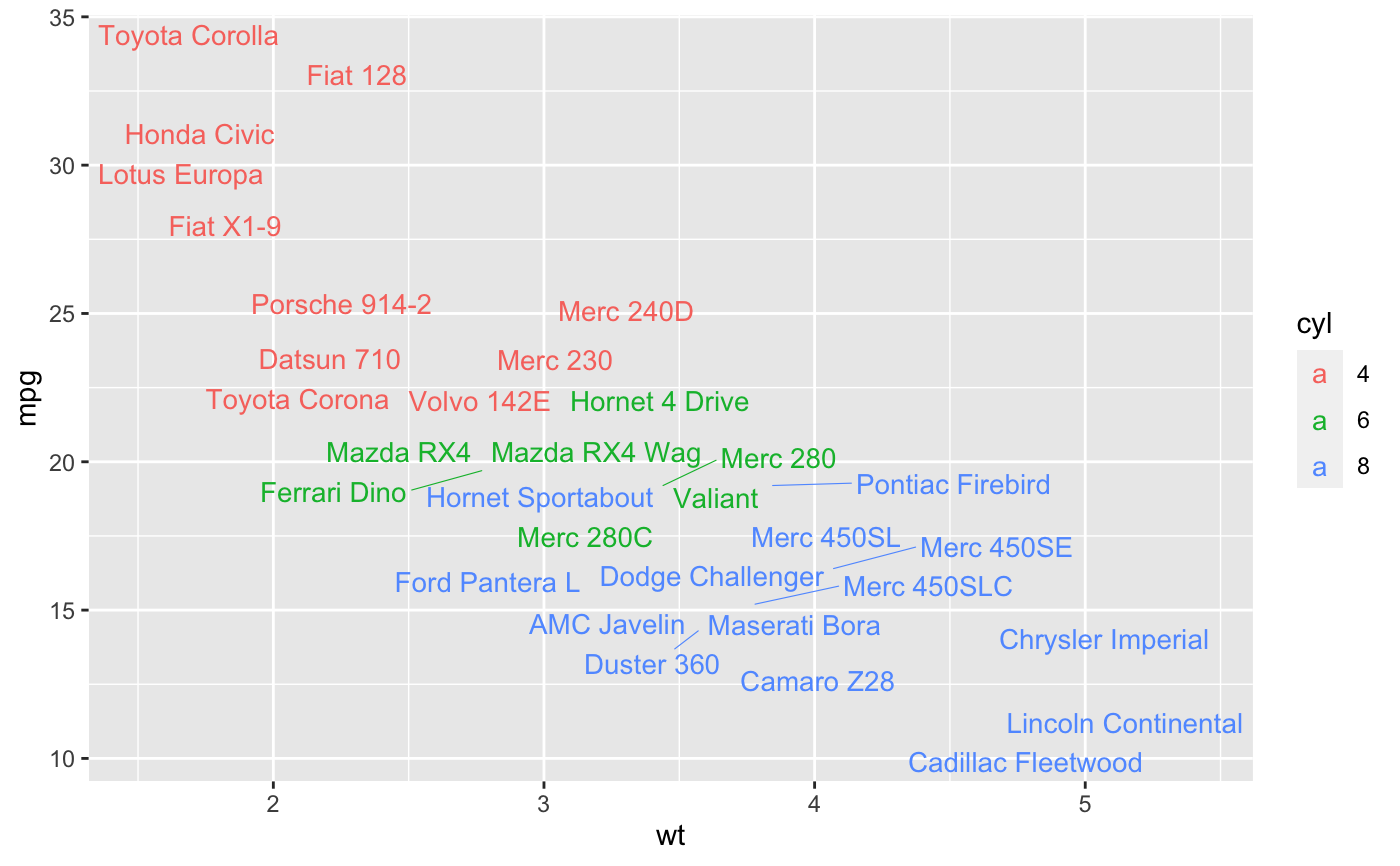 35
Toyota Corolla
Fiat 128
Honda Civic
30
Lotus Europa
Fiat X1-9
Porsche 914-2
Merc 240D
25
Datsun 710
Merc 230
Toyota Corona
Volvo 142E
Hornet 4 Drive
mpg
Mazda RX4
Mazda RX4 Wag
Merc 280
20
Ferrari Dino
Hornet Sportabout
Valiant
Pontiac Firebird
Merc 280C
Merc 450SL
Merc 450SE
Ford Pantera L
Dodge Challenger
Merc 450SLC
15
AMC Javelin
Maserati Bora
Chrysler Imperial
Duster 360
Camaro Z28
Lincoln Continental
10
Cadillac Fleetwood
2 3 4 5
wt
cyl
a 4
a 6
a 8